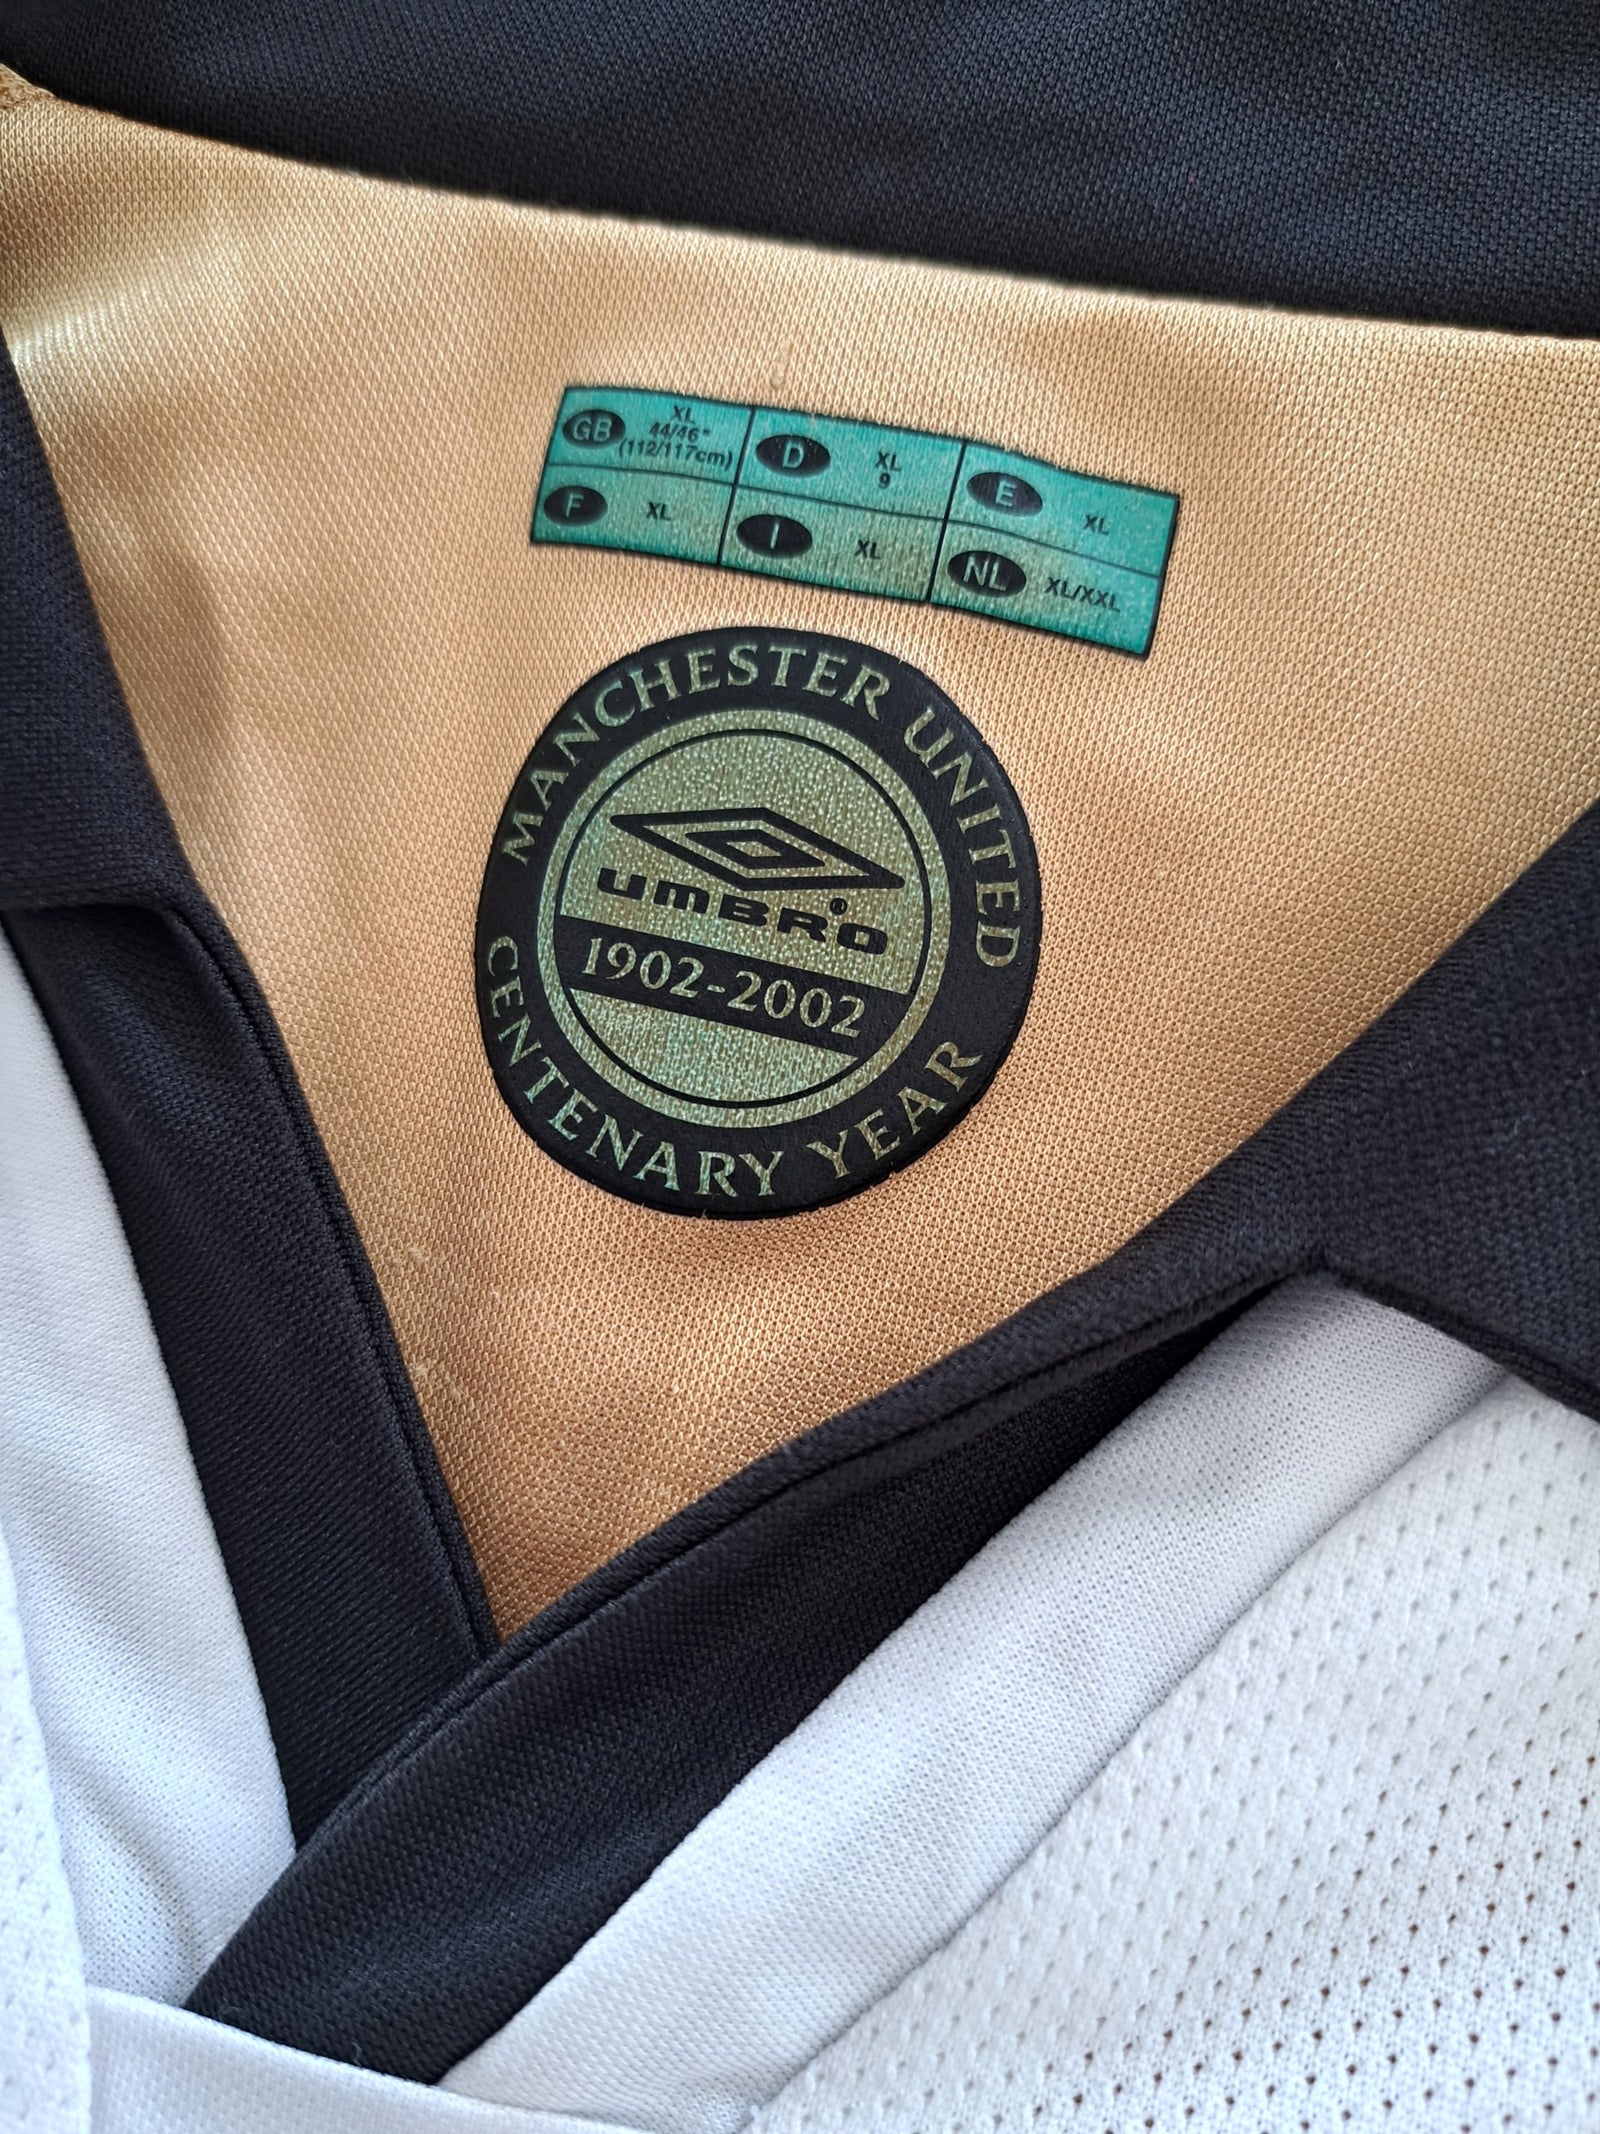 GB XL 44/46" (112/117cm)
D XL 9
E XL
F XL
I XL
NL XL/XXL
MANCHESTER UNITED
umbro®
1902-2002
CENTENARY YEAR